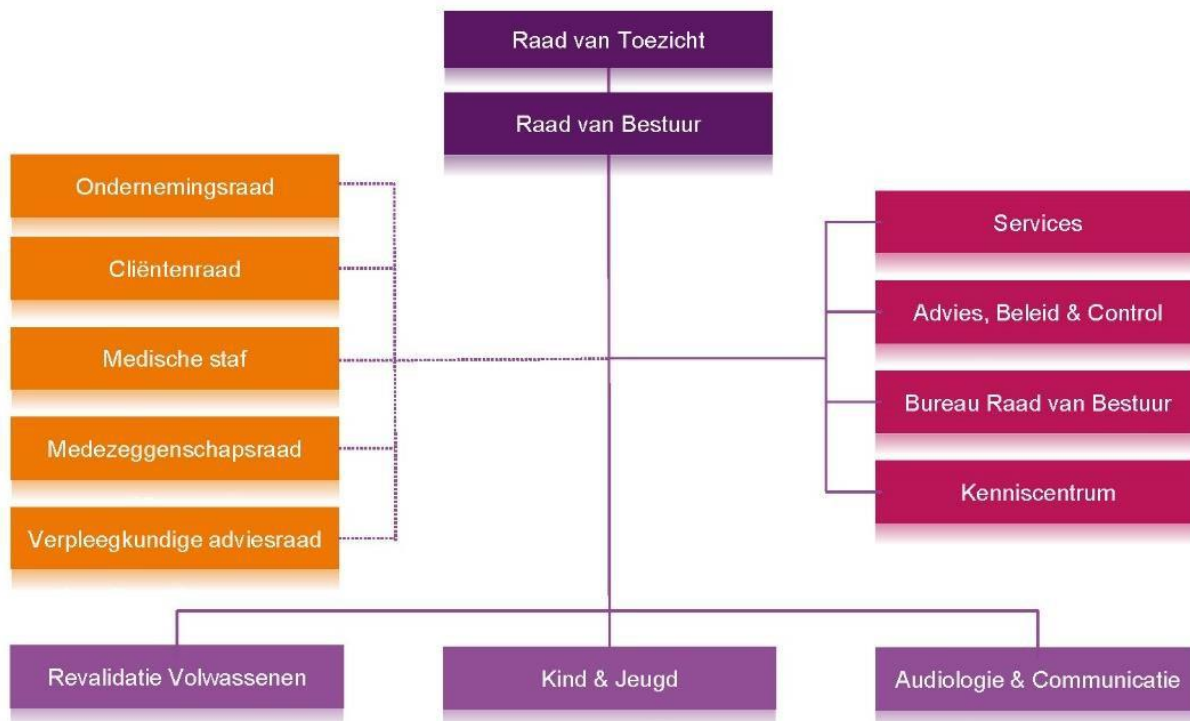 Raad van Toezicht
Raad van Bestuur
Ondernemingsraad
Cliëntenraad
Medische staf
Medezeggenschapsraad
Verpleegkundige adviesraad
Services
Advies, Beleid & Control
Bureau Raad van Bestuur
Kenniscentrum
Revalidatie Volwassenen
Kind & Jeugd
Audiologie & Communicatie